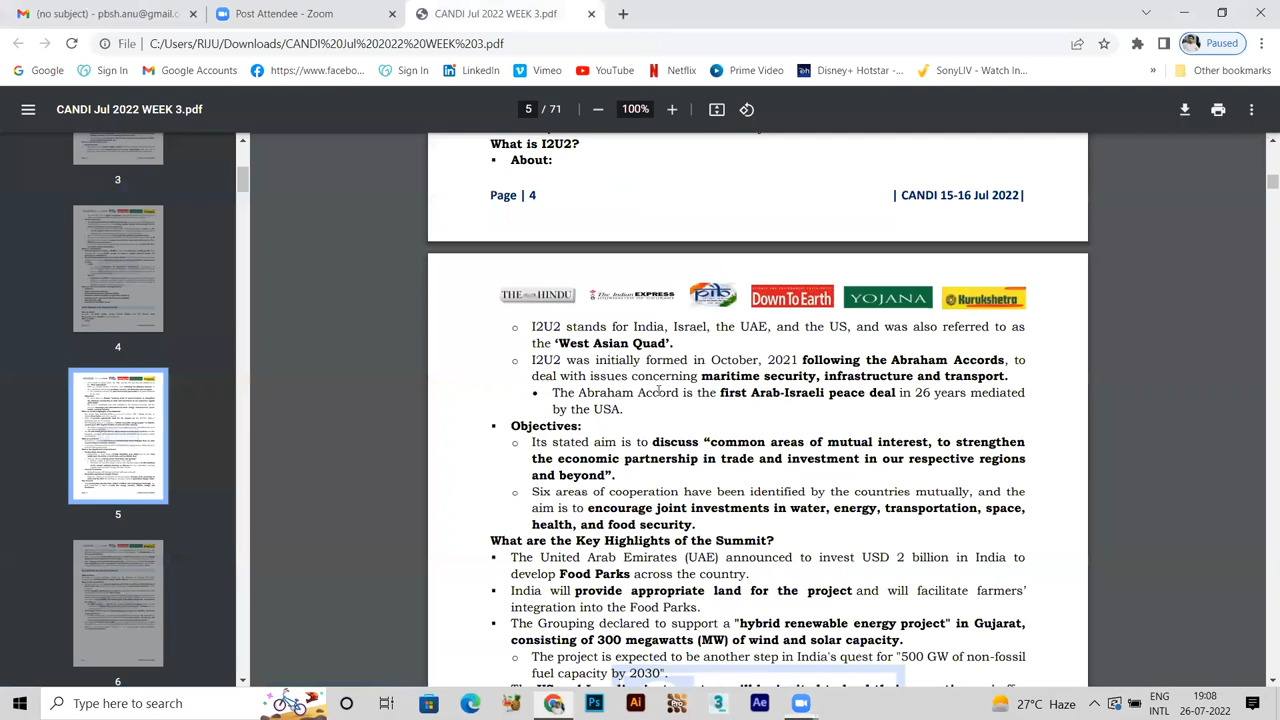 (no subject) - pbsh.anu@gmail.c
Post Attendee - Zoom
CANDI Jul 2022 WEEK 3.pdf
File
C:/Users/RIJU/Downloads/CANDI%20Jul%202022%20WEEK%203.pdf
Paused
Google
Sign In
Google Accounts
https://www.facebo...
Sign In
LinkedIn
Vimeo
YouTube
Netflix
Prime Video
Disney+ Hotstar -...
SonyLIV - Watch In...
»
Other bookmarks
CANDI Jul 2022 WEEK 3.pdf
5 / 71
100%
3
4
5
6
What is I2U2?
▪ About:
Page | 4
| CANDI 15-16 Jul 2022|
THE HINDU
The Indian EXPRESS
DownToEarth
YOJANA
Kurukshetra
o I2U2 stands for India, Israel, the UAE, and the US, and was also referred to as
the ‘West Asian Quad’.
o I2U2 was initially formed in October, 2021 following the Abraham Accords, to
deal with issues concerning maritime security, infrastructure and transport.
• The Abraham Accord is the first Arab-Israeli peace deal in 26 years mediated
by the USA.
▪ Objectives:
o Its stated aim is to discuss “common areas of mutual interest, to strengthen
the economic partnership in trade and investment in our respective regions
and beyond”.
o Six areas of cooperation have been identified by the countries mutually, and the
aim is to encourage joint investments in water, energy, transportation, space,
health, and food security.
What are the Key Highlights of the Summit?
▪ The United Arab Emirates (UAE) announced to invest USD 2 billion in India to
develop Food Parks across the country.
▪ India will provide appropriate land for the project and will facilitate farmers’
integration into the Food Parks.
▪ The Grouping declared to support a "hybrid renewable energy project" in Gujarat,
consisting of 300 megawatts (MW) of wind and solar capacity.
o The project is expected to be another step in India's quest for "500 GW of non-fossil
fuel capacity by 2030".
Type here to search
27°C Haze
ENG
INTL
19:08
26-07-2022